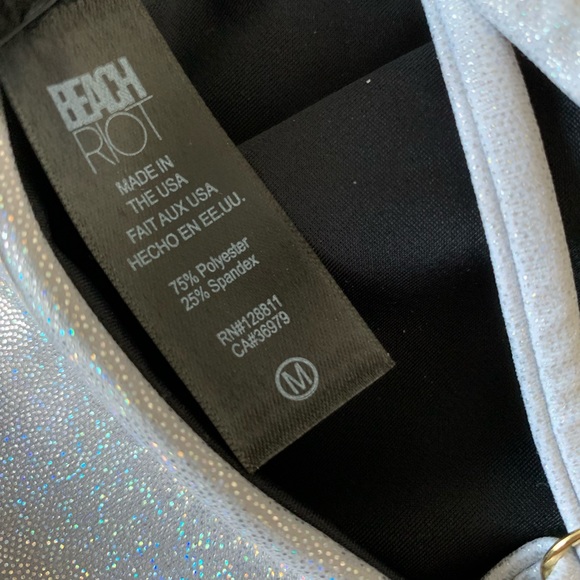 BEACH
RIOT
MADE IN
THE USA
FAIT AUX USA
HECHO EN EE.UU.
75% Polyester
25% Spandex
RN#128811
CA#36979
M